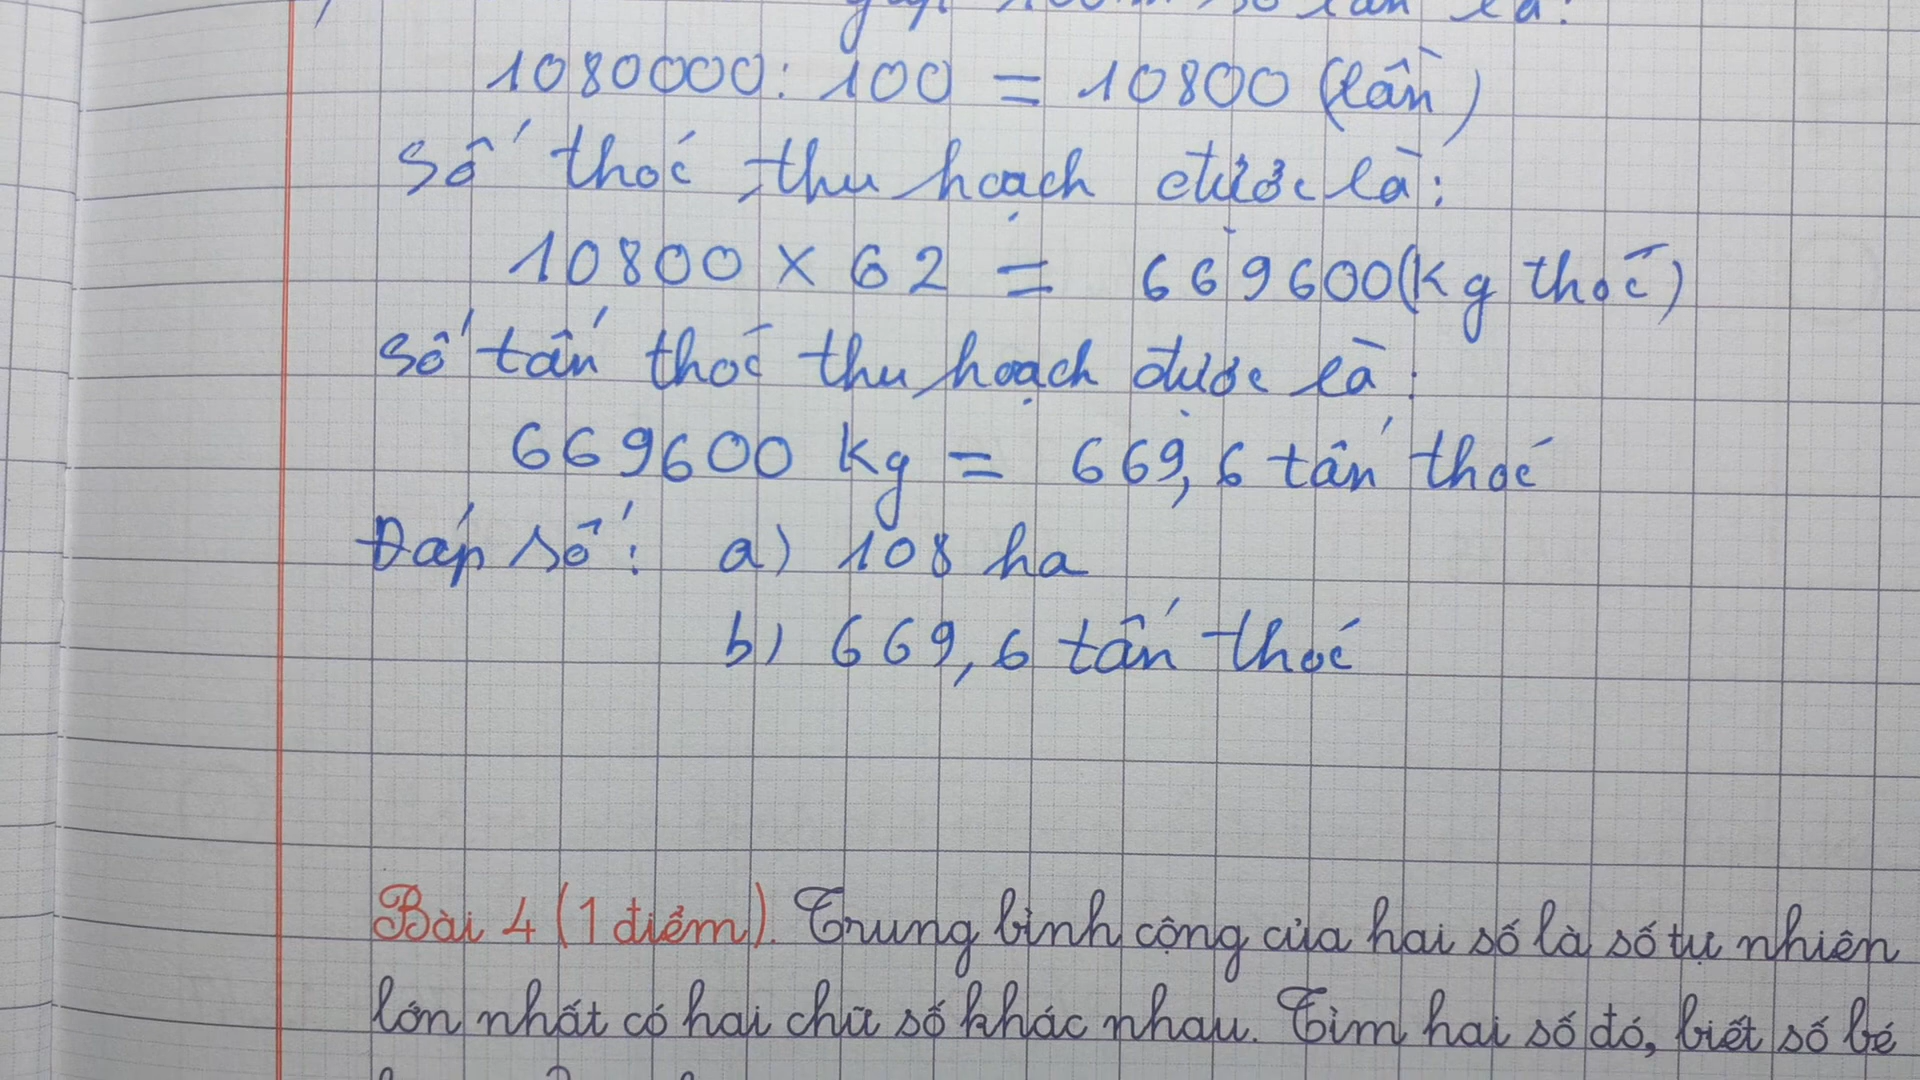 1080000 : 100 = 10800 (lần)
Số thóc thu hoạch được là:
10800 x 62 = 669600 (kg thóc)
Số tấn thóc thu hoạch được là:
669600 kg = 669,6 tấn thóc
Đáp số: a) 108 ha
b) 669,6 tấn thóc
Bài 4 (1 điểm). Trung bình cộng của hai số là số tự nhiên
lớn nhất có hai chữ số khác nhau. Tìm hai số đó, biết số bé